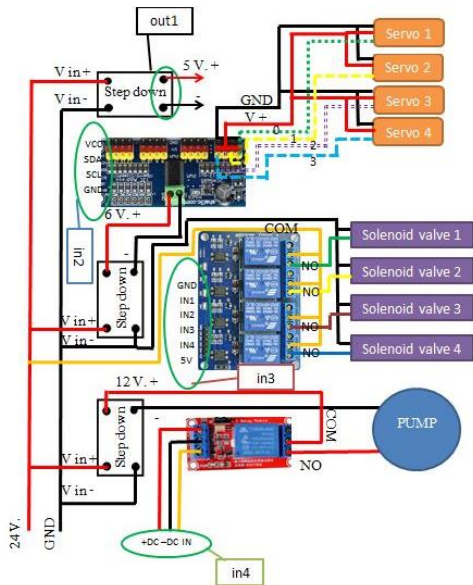 out1
Servo 1
5 V. +
V in+
Step down
V in-
-
Servo 2
GND
Servo 3
V +
0
1
2
3
Servo 4
VCC
SDA
SCL
GND
6 V. +
in2
-
COM
Step down
V in+
V in-
GND
IN1
IN2
IN3
IN4
5V
NO
NO
NO
NO
Solenoid valve 1
Solenoid valve 2
Solenoid valve 3
Solenoid valve 4
in3
12 V. +
-
Step down
COM
PUMP
V in+
V in-
NO
24 V.
GND
+DC –DC IN
in4